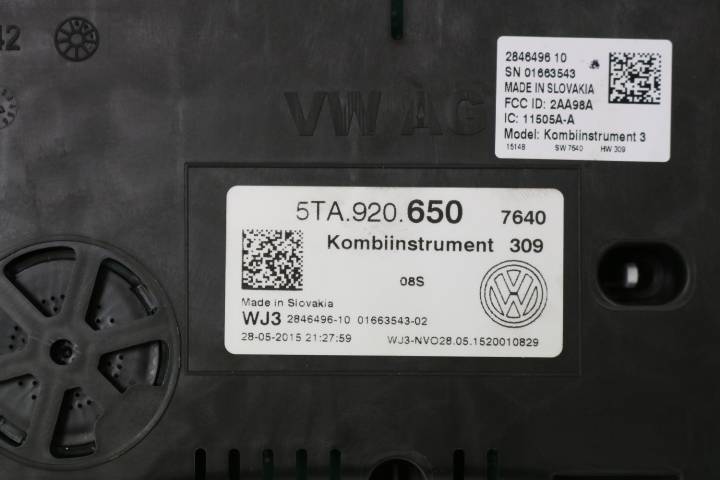 42
2846496 10
SN 01663543
MADE IN SLOVAKIA
FCC ID: 2AA98A
IC: 11505A-A
Model: Kombiinstrument 3
15148 SW 7640 HW 309
VW AG
5TA.920.650 7640
Kombiinstrument 309
08S
Made in Slovakia
WJ3 2846496-10 01663543-02
28-05-2015 21:27:59 WJ3-NVO28.05.1520010829